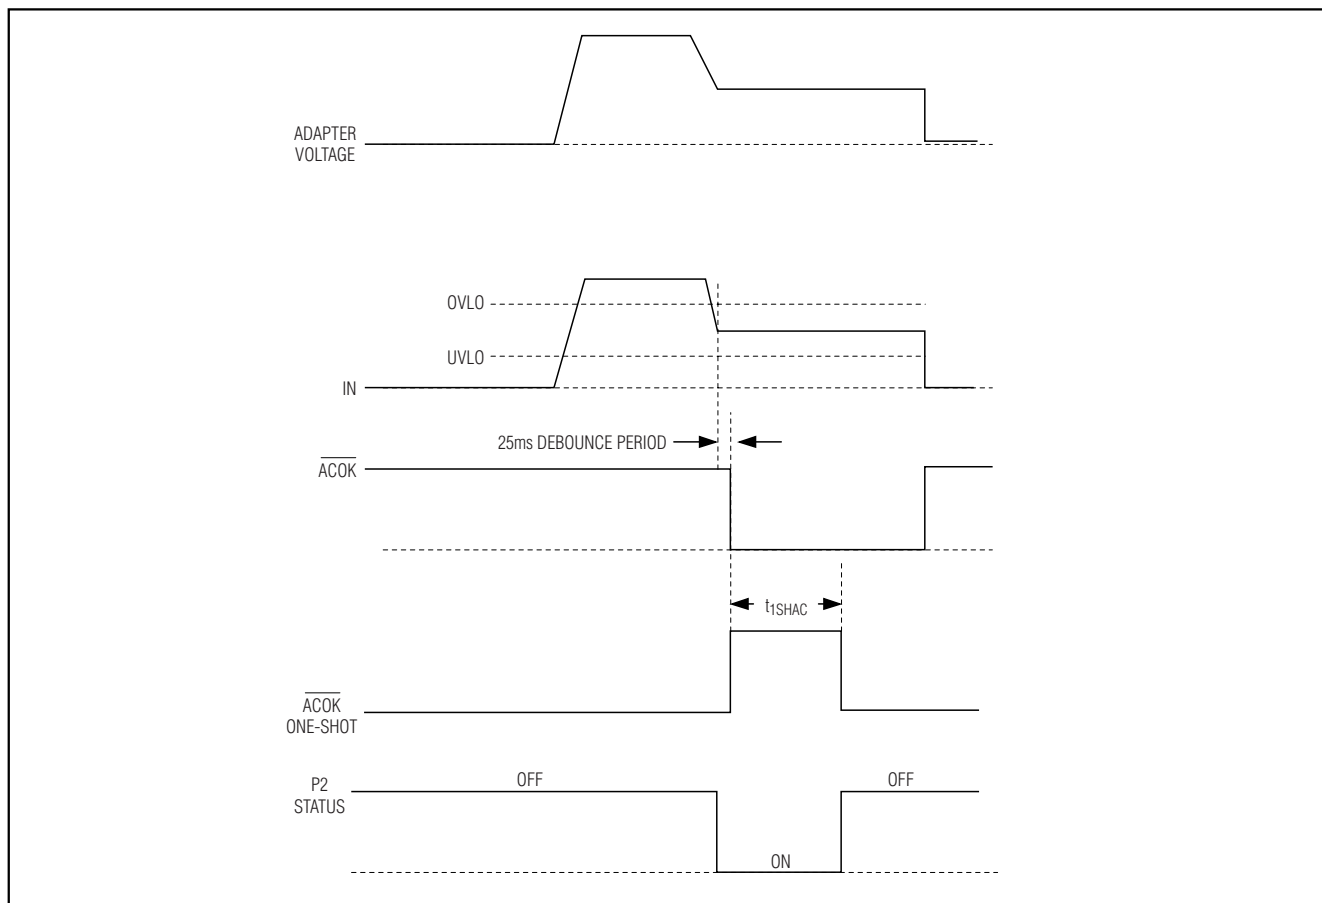 ADAPTER
VOLTAGE
OVLO
UVLO
IN
25ms DEBOUNCE PERIOD
ACOK
t1SHAC
ACOK
ONE-SHOT
P2
STATUS
OFF
OFF
ON